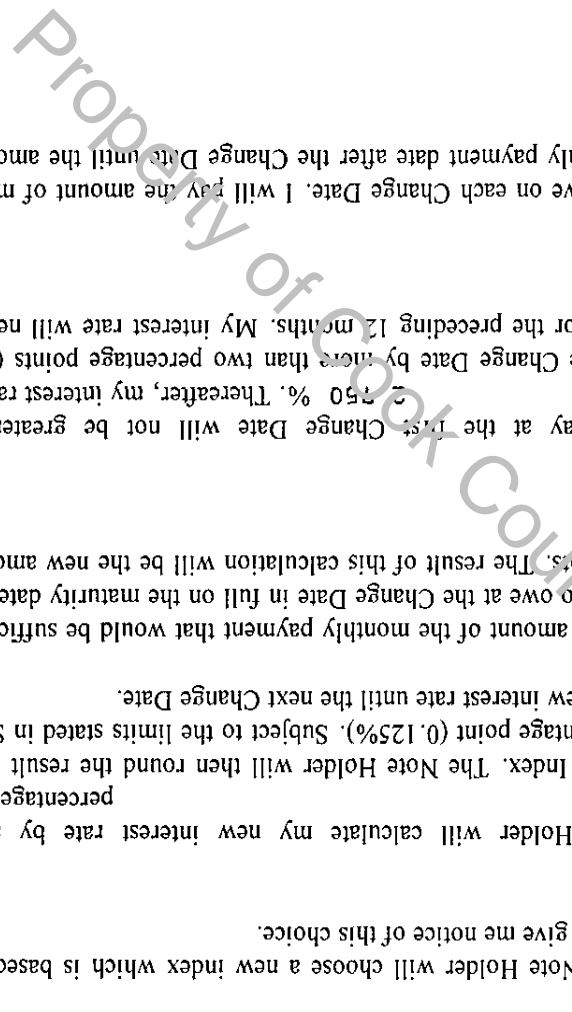 Note Holder will choose a new index which is based
give me notice of this choice.
Holder will calculate my new interest rate by
percentage
Index. The Note Holder will then round the result
entage point (0.125%). Subject to the limits stated in S
ew interest rate until the next Change Date.
amount of the monthly payment that would be suffic
o owe at the Change Date in full on the maturity date
The result of this calculation will be the new amo
ay at the First Change Date will not be greate
%. Thereafter, my interest ra
e Change Date by more than two percentage points (
or the preceding 12 months. My interest rate will ne
ve on each Change Date. I will pay the amount of m
ly payment date after the Change Date until the amo
Property of Cook Coun